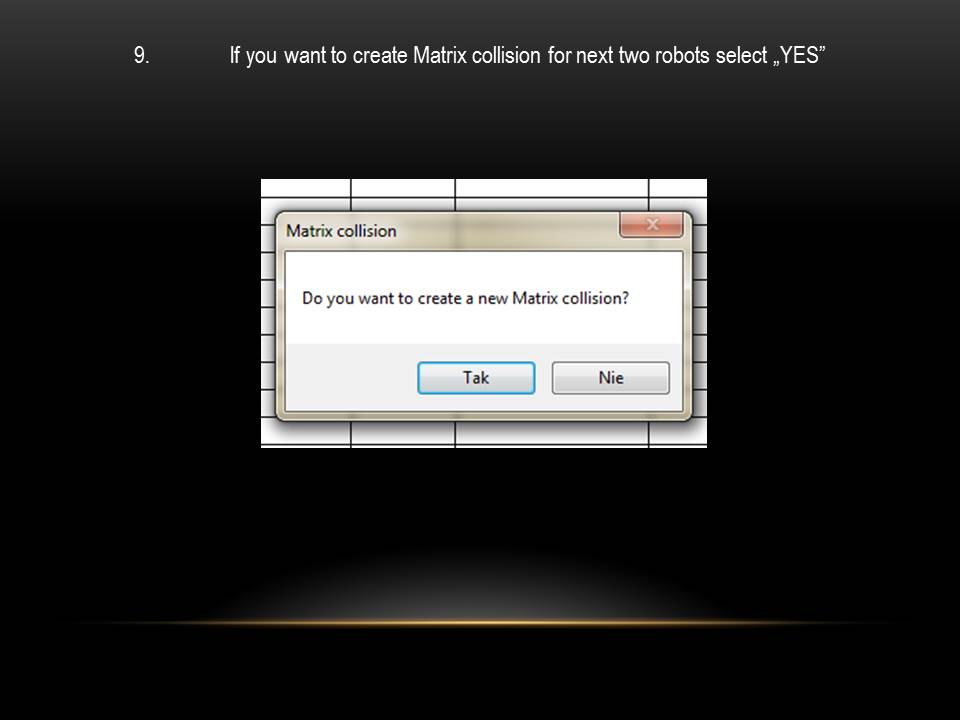 9. If you want to create Matrix collision for next two robots select „YES”
Matrix collision
Do you want to create a new Matrix collision?
Tak Nie